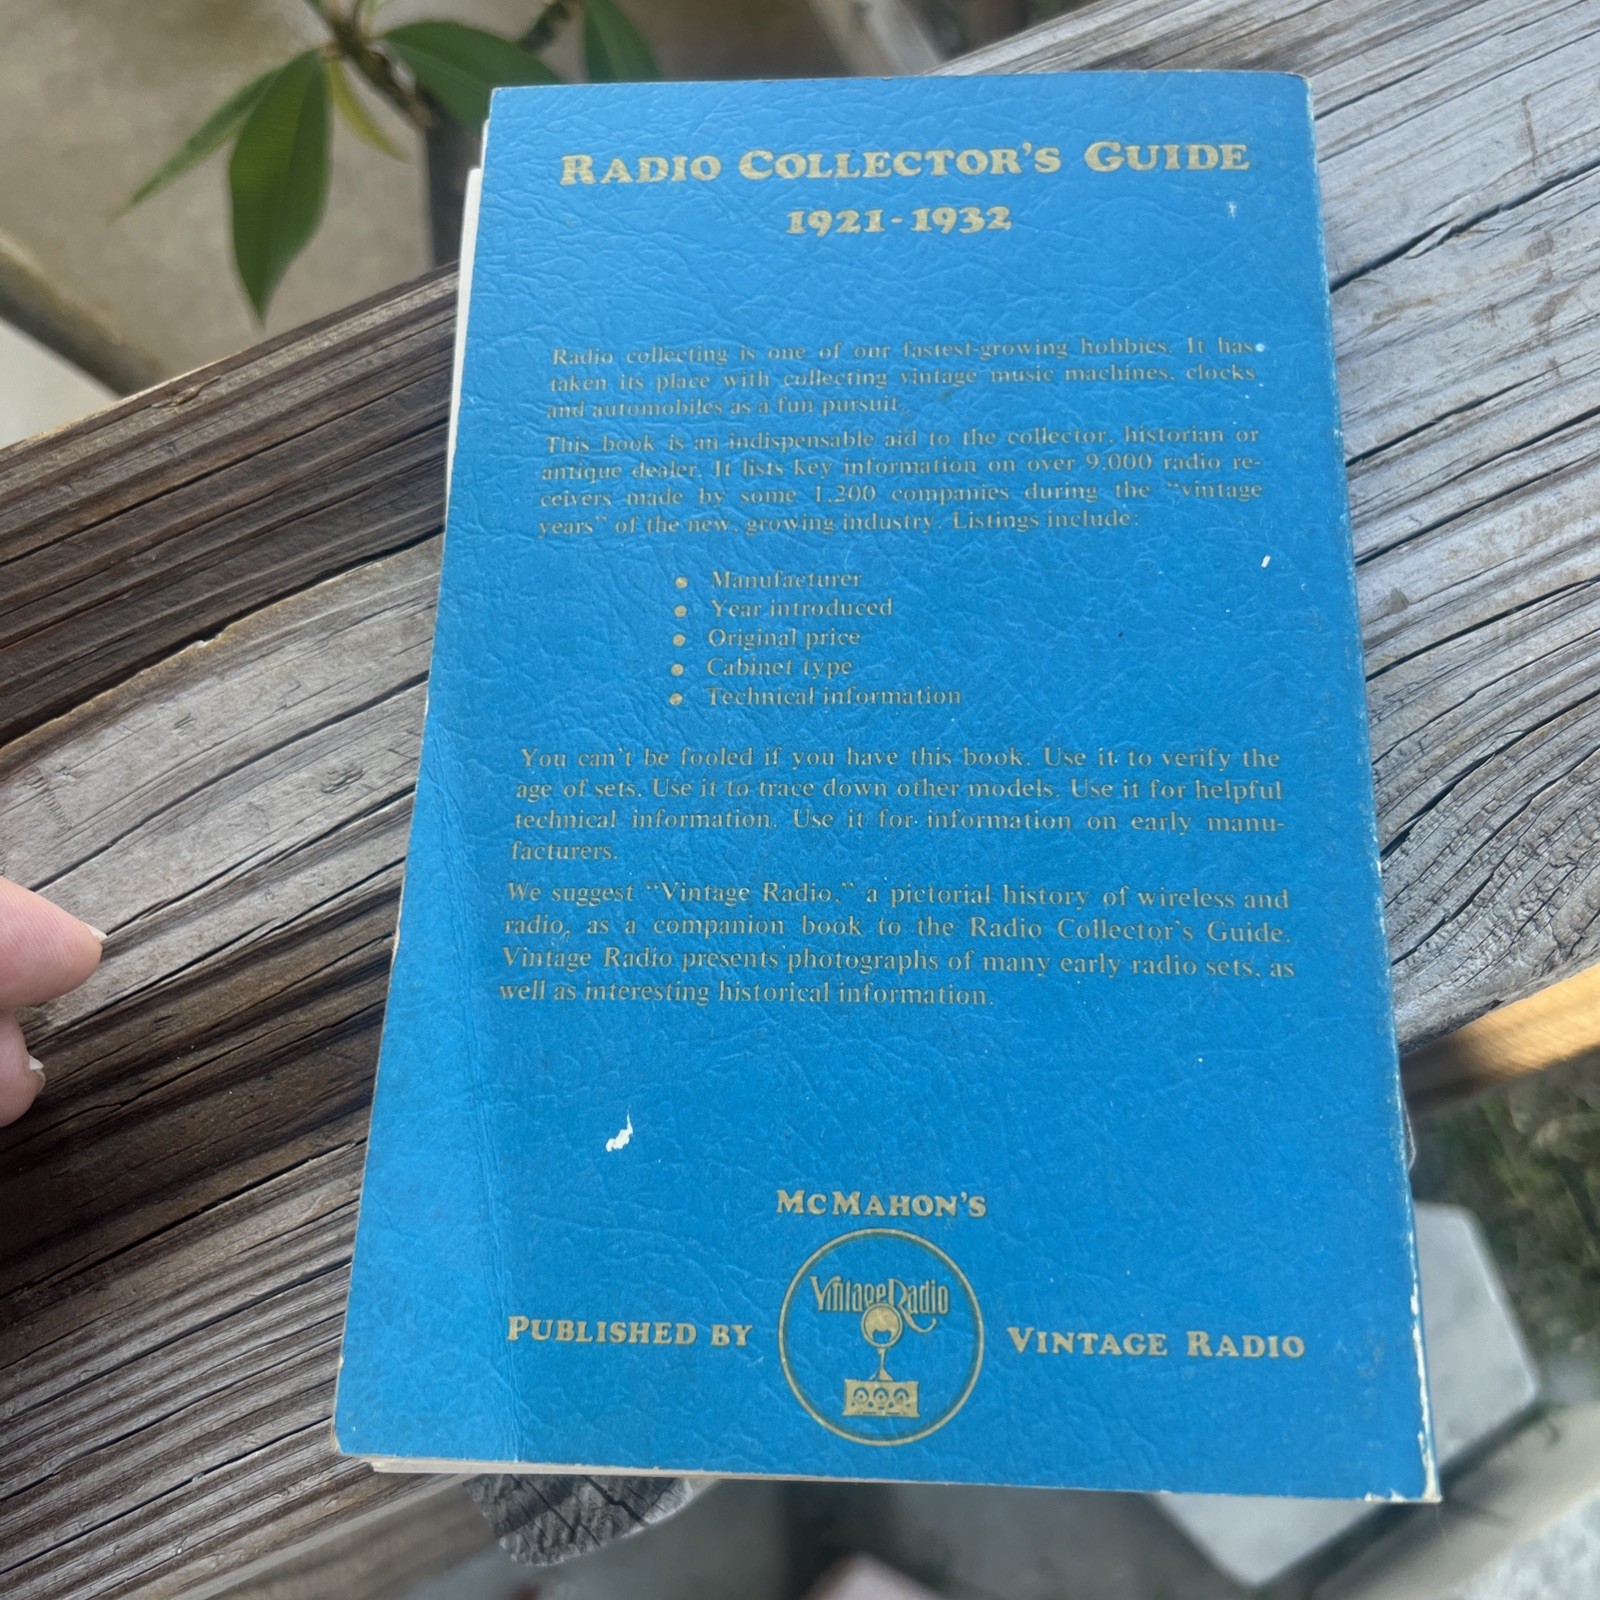 RADIO COLLECTOR'S GUIDE
1921-1932
Radio collecting is one of our fastest-growing hobbies. It has
taken its place with collecting vintage music machines, clocks
and automobiles as a fun pursuit.
This book is an indispensable aid to the collector, historian or
antique dealer. It lists key information on over 9,000 radio re-
ceivers made by some 1,200 companies during the "vintage
years" of the new, growing industry. Listings include:
• Manufacturer
• Year introduced
• Original price
• Cabinet type
• Technical information
You can't be fooled if you have this book. Use it to verify the
age of sets. Use it to trace down other models. Use it for helpful
technical information. Use it for information on early manu-
facturers.
We suggest "Vintage Radio," a pictorial history of wireless and
radio, as a companion book to the Radio Collector's Guide.
Vintage Radio presents photographs of many early radio sets, as
well as interesting historical information.
MCMAHON'S
Vintage Radio
PUBLISHED BY VINTAGE RADIO